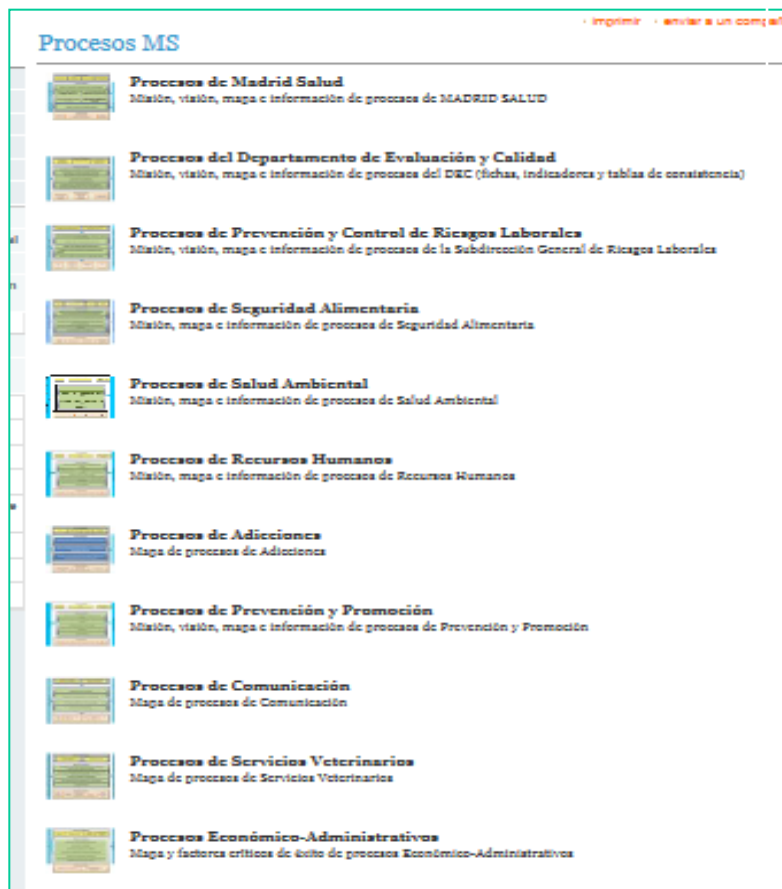 imprimir
enviar a un
Procesos MS
Procesos de Madrid Salud
Misión, visión, mapa e información de procesos de MADRID SALUD
Procesos del Departamento de Evaluación y Calidad
Misión, visión, mapa e información de procesos del DEC (fichas, indicadores y tablas de consistencia)
Procesos de Prevención y Control de Riesgos Laborales
Misión, visión, mapa e información de procesos de la Subdirección General de Riesgos Laborales
Procesos de Seguridad Alimentaria
Misión, mapa e información de procesos de Seguridad Alimentaria
Procesos de Salud Ambiental
Misión, mapa e información de procesos de Salud Ambiental
Procesos de Recursos Humanos
Misión, mapa e información de procesos de Recursos Humanos
Procesos de Adicciones
Mapa de procesos de Adicciones
Procesos de Prevención y Promoción
Misión, visión, mapa e información de procesos de Prevención y Promoción
Procesos de Comunicación
Mapa de procesos de Comunicación
Procesos de Servicios Veterinarios
Mapa de procesos de Servicios Veterinarios
Procesos Económico-Administrativos
Mapa y factores críticos de éxito de procesos Económico-Administrativos